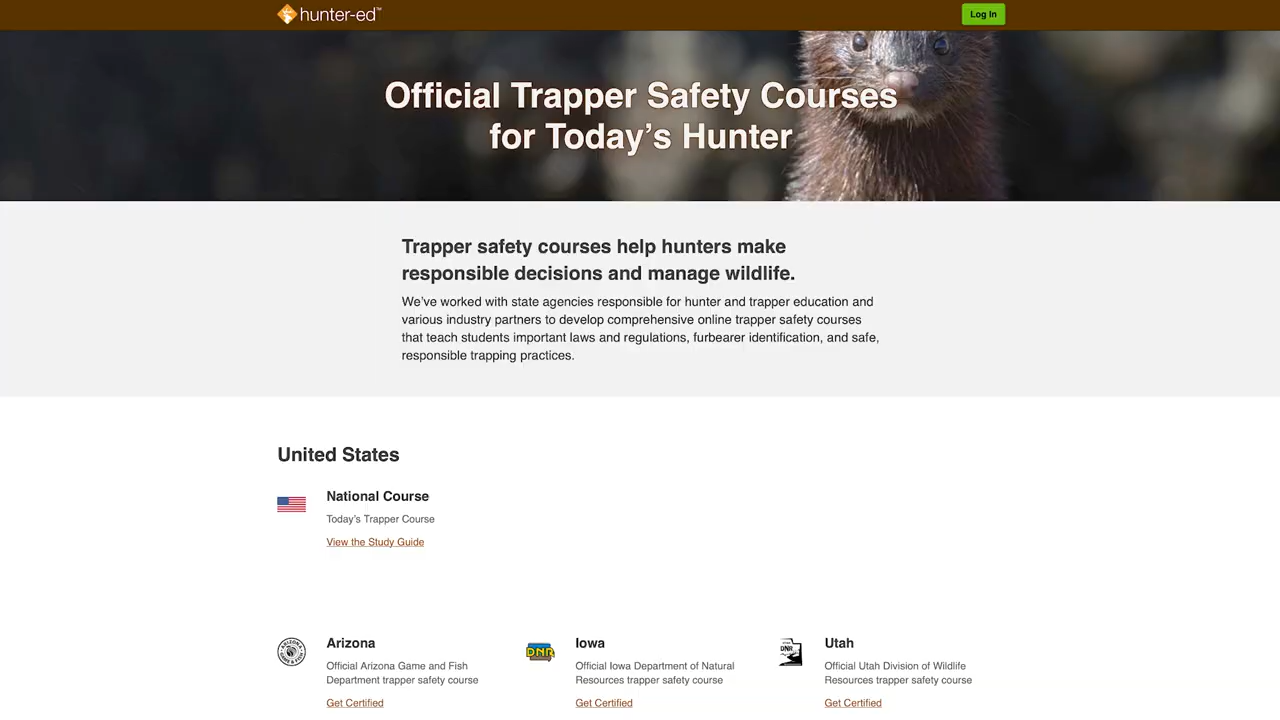 hunter-ed™
Log In
Official Trapper Safety Courses
for Today's Hunter
Trapper safety courses help hunters make
responsible decisions and manage wildlife.
We've worked with state agencies responsible for hunter and trapper education and
various industry partners to develop comprehensive online trapper safety courses
that teach students important laws and regulations, furbearer identification, and safe,
responsible trapping practices.
United States
National Course
Today's Trapper Course
View the Study Guide
Arizona
Official Arizona Game and Fish
Department trapper safety course
Get Certified
DNR
Iowa
Official Iowa Department of Natural
Resources trapper safety course
Get Certified
DNR
Utah
Official Utah Division of Wildlife
Resources trapper safety course
Get Certified